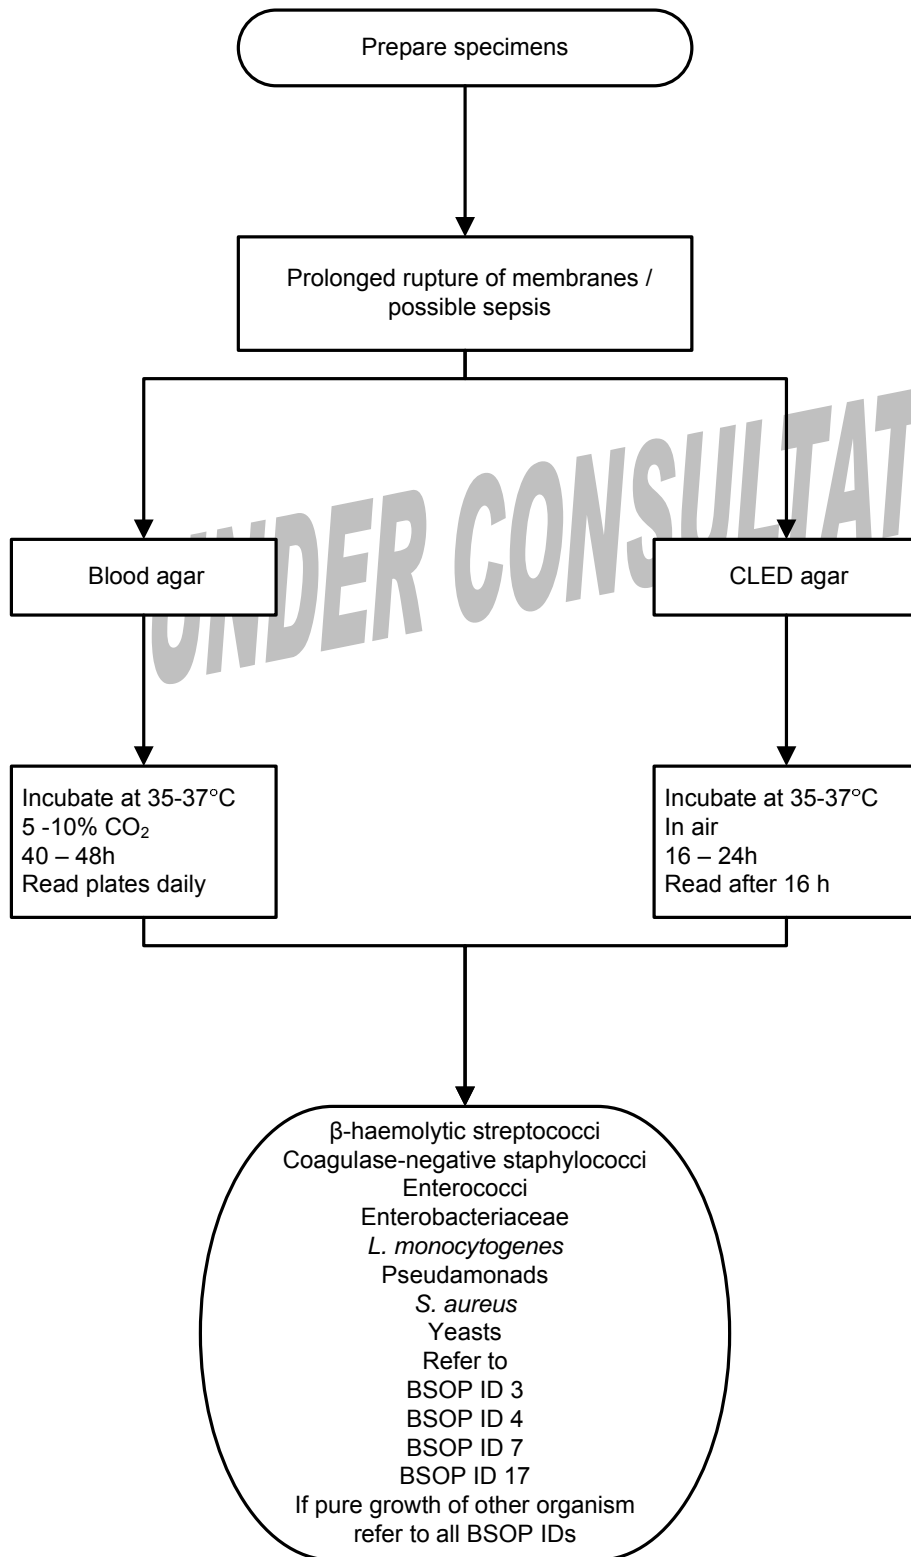 Prepare specimens
Prolonged rupture of membranes /
possible sepsis
UNDER CONSULTAT
Blood agar
CLED agar
Incubate at 35-37°C
5 -10% CO₂
40 – 48h
Read plates daily
Incubate at 35-37°C
In air
16 – 24h
Read after 16 h
β-haemolytic streptococci
Coagulase-negative staphylococci
Enterococci
Enterobacteriaceae
L. monocytogenes
Pseudamonads
S. aureus
Yeasts
Refer to
BSOP ID 3
BSOP ID 4
BSOP ID 7
BSOP ID 17
If pure growth of other organism
refer to all BSOP IDs